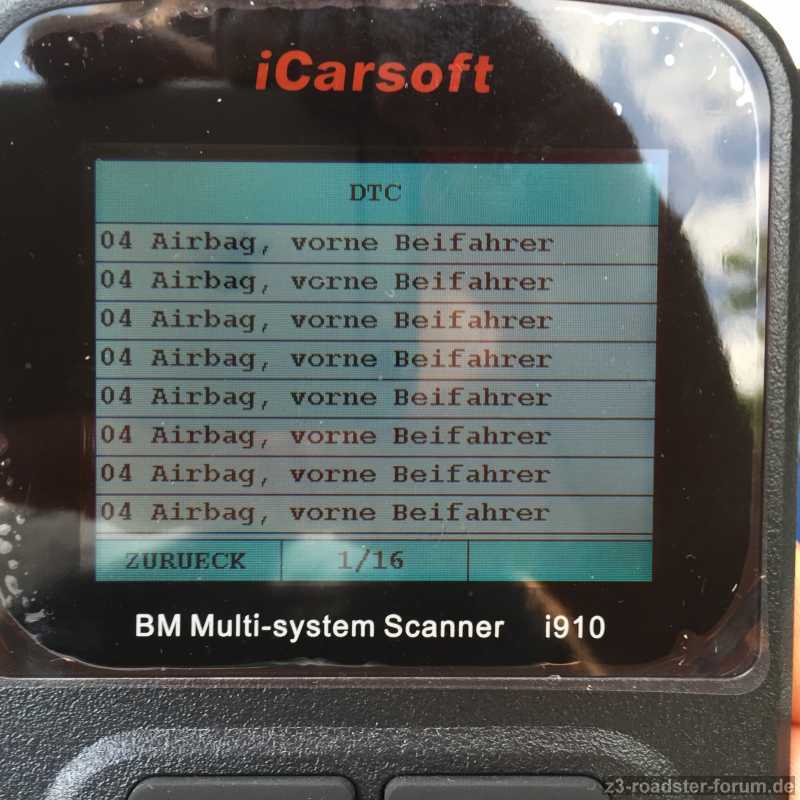 iCarsoft
DTC
04 Airbag, vorne Beifahrer
04 Airbag, vorne Beifahrer
04 Airbag, vorne Beifahrer
04 Airbag, vorne Beifahrer
04 Airbag, vorne Beifahrer
04 Airbag, vorne Beifahrer
04 Airbag, vorne Beifahrer
04 Airbag, vorne Beifahrer
ZURUECK 1/16
BM Multi-system Scanner i910
z3-roadster-forum.de